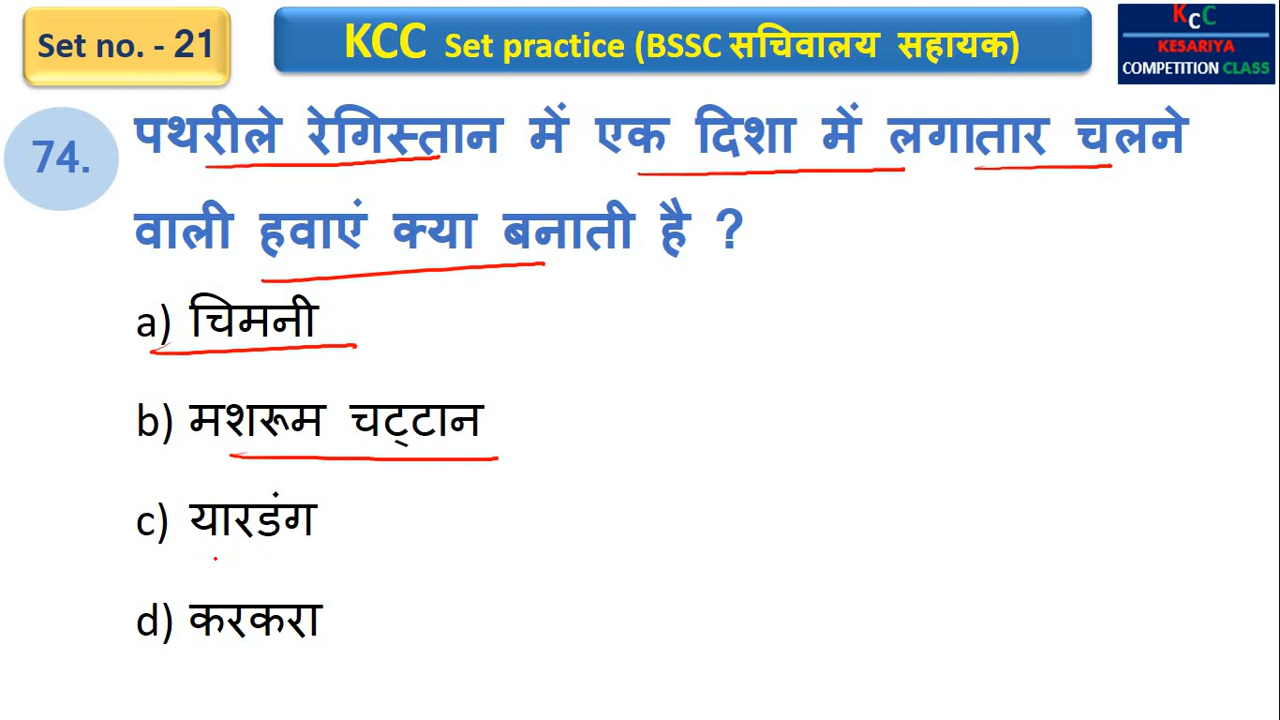 Set no. - 21
KCC Set practice (BSSC सचिवालय सहायक)
KCC
KESARIYA
COMPETITION CLASS
74.
पथरीले रेगिस्तान में एक दिशा में लगातार चलने
वाली हवाएं क्या बनाती है ?
a) चिमनी
b) मशरूम चट्टान
c) यारडंग
d) करकरा